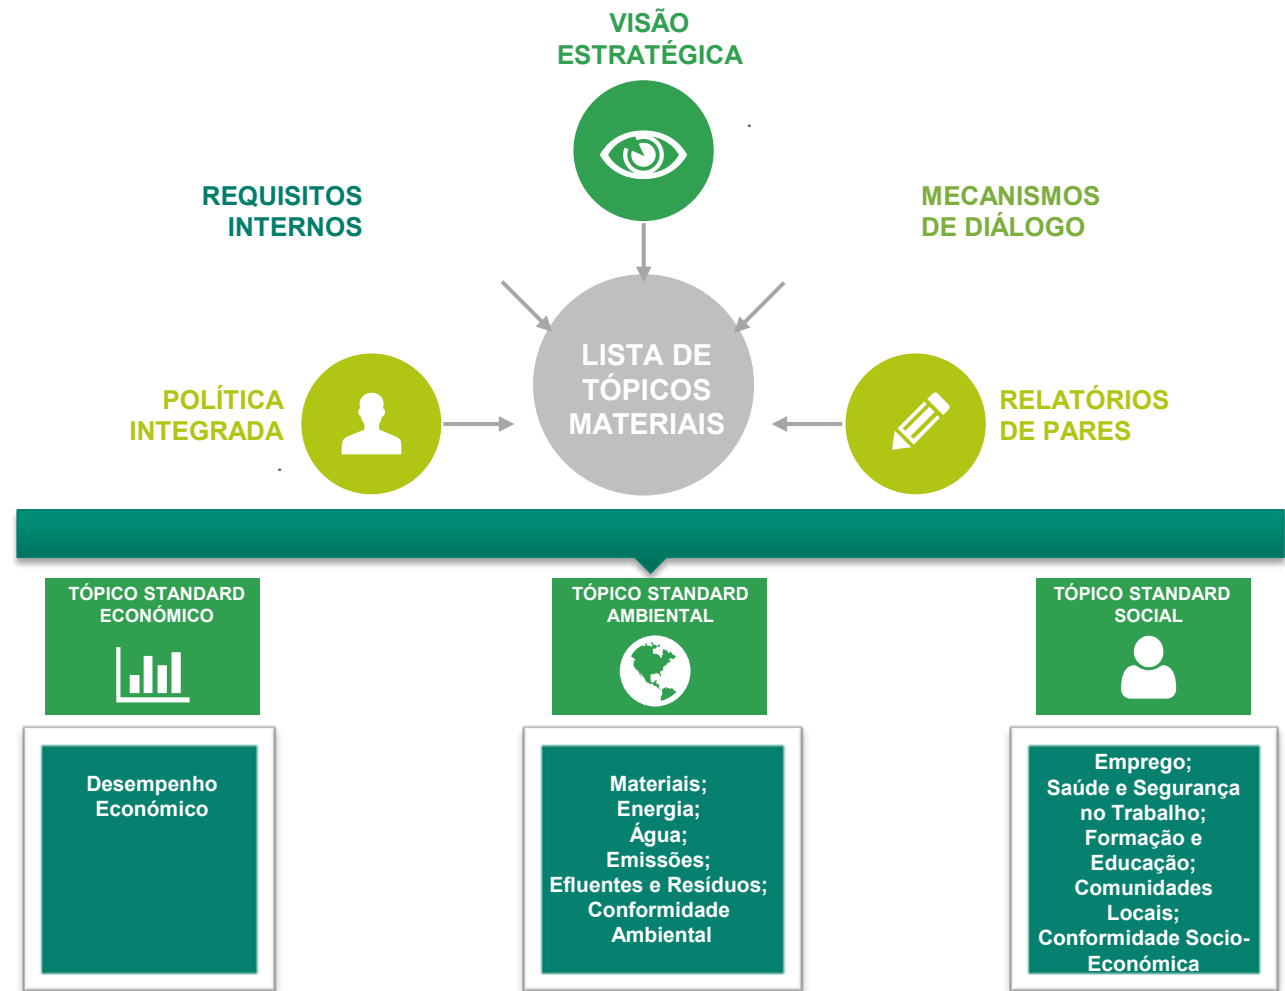 VISÃO
ESTRATÉGICA
REQUISITOS
INTERNOS
MECANISMOS
DE DIÁLOGO
LISTA DE
TÓPICOS
MATERIAIS
POLÍTICA
INTEGRADA
RELATÓRIOS
DE PARES
TÓPICO STANDARD
ECONÓMICO
Desempenho
Económico
TÓPICO STANDARD
AMBIENTAL
Materiais;
Energia;
Água;
Emissões;
Efluentes e Resíduos;
Conformidade
Ambiental
TÓPICO STANDARD
SOCIAL
Emprego;
Saúde e Segurança
no Trabalho;
Formação e
Educação;
Comunidades
Locais;
Conformidade Socio-
Económica